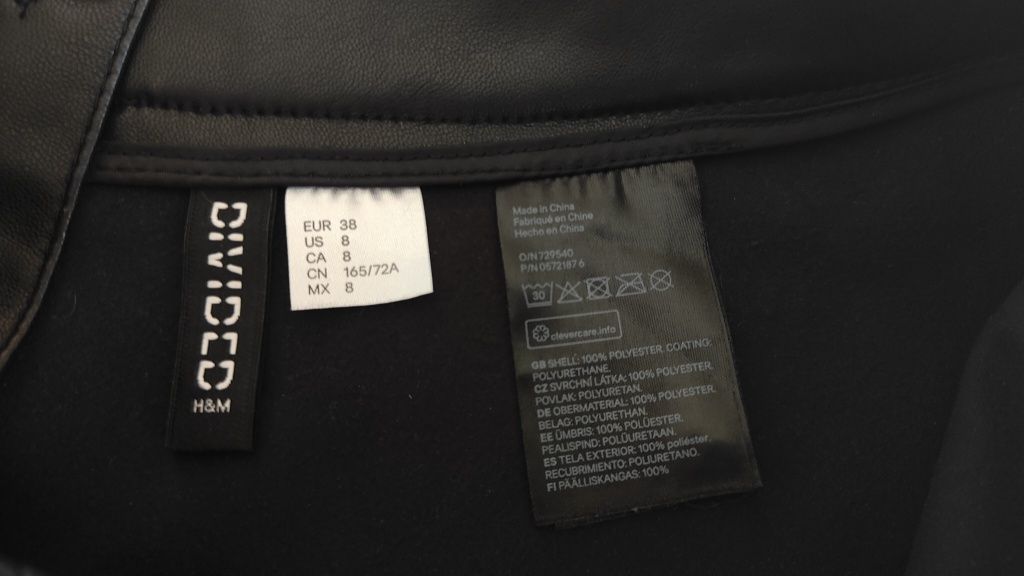 DIVIDED
H&M
EUR 38
US 8
CA 8
CN 165/72A
MX 8
Made in China
Fabriqué en Chine
Hecho en China
O/N 729540
P/N 0572187 6
30
clevercare.info
GB SHELL: 100% POLYESTER. COATING:
POLYURETHANE.
CZ SVRCHNÍ LÁTKA: 100% POLYESTER.
POVLAK: POLYURETAN.
DE OBERMATERIAL: 100% POLYESTER.
BELAG: POLYURETHAN.
EE ÜMBRIS: 100% POLÜESTER.
PEALISPIND: POLÜURETAAN.
ES TELA EXTERIOR: 100% poliéster.
RECUBRIMIENTO: POLIURETANO.
FI PÄÄLLISKANGAS: 100%